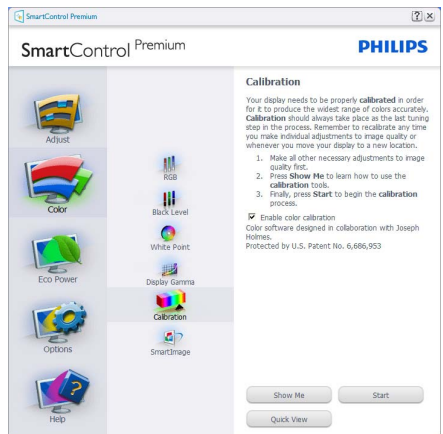 SmartControl Premium
SmartControl Premium
PHILIPS
Adjust
Color
Eco Power
Options
Help
RGB
Black Level
White Point
Display Gamma
Calibration
SmartImage
Calibration
Your display needs to be properly calibrated in order
for it to produce the widest range of colors accurately.
Calibration should always take place as the last tuning
step in the process. Remember to recalibrate any time
you make individual adjustments to image quality or
whenever you move your display to a new location.
1. Make all other necessary adjustments to image
quality first.
2. Press Show Me to learn how to use the
calibration tools.
3. Finally, press Start to begin the calibration
process.
Enable color calibration
Color software designed in collaboration with Joseph
Holmes.
Protected by U.S. Patent No. 6,686,953
Show Me
Start
Quick View